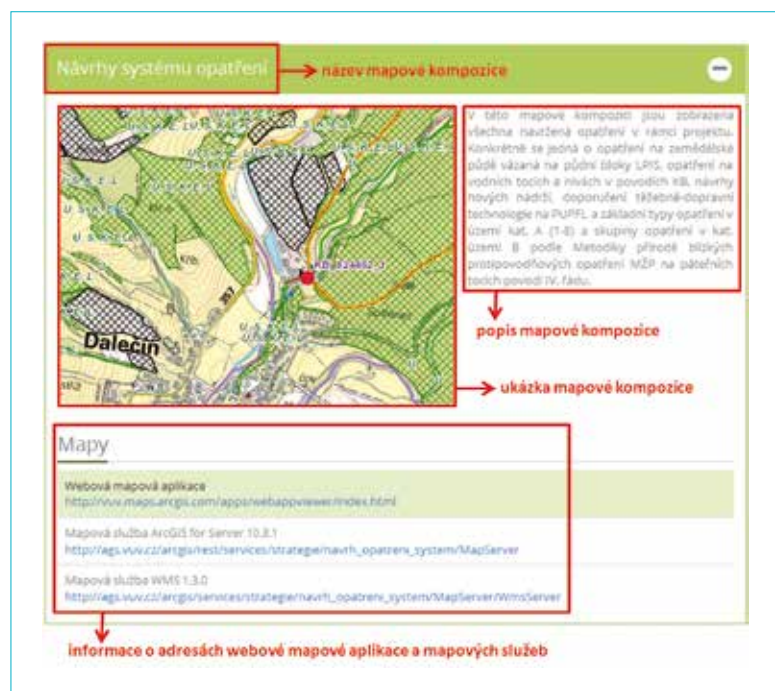 Návrhy systému opatření
název mapové kompozice
V této mapové kompozici jsou zobrazena
všechna navržená opatření v rámci projektu.
Konkrétně se jedná o opatření na zemědělské
půdě vázaná na půdní bloky LPIS, opatření na
vodních tocích a nivách v povodích KB, návrhy
nových nádrží, doporučení těžebně-dopravní
technologie na PUPFL a základní typy opatření v
území kat. A (1-8) a skupiny opatření v kat.
území B podle Metodiky přírodě blízkých
protipovodňových opatření MŽP na páteřních
tocích povodí IV. řádu.
357
Dalečín
popis mapové kompozice
ukázka mapové kompozice
Mapy
Webová mapová aplikace
http://vuv.maps.arcgis.com/apps/webappviewer/index.html
Mapová služba ArcGIS for Server 10.3.1
http://ags.vuv.cz/arcgis/rest/services/strategie/navrh_opatreni_system/MapServer
Mapová služba WMS 1.3.0
http://ags.vuv.cz/arcgis/services/strategie/navrh_opatreni_system/MapServer/WmsServer
informace o adresách webové mapové aplikace a mapových služeb